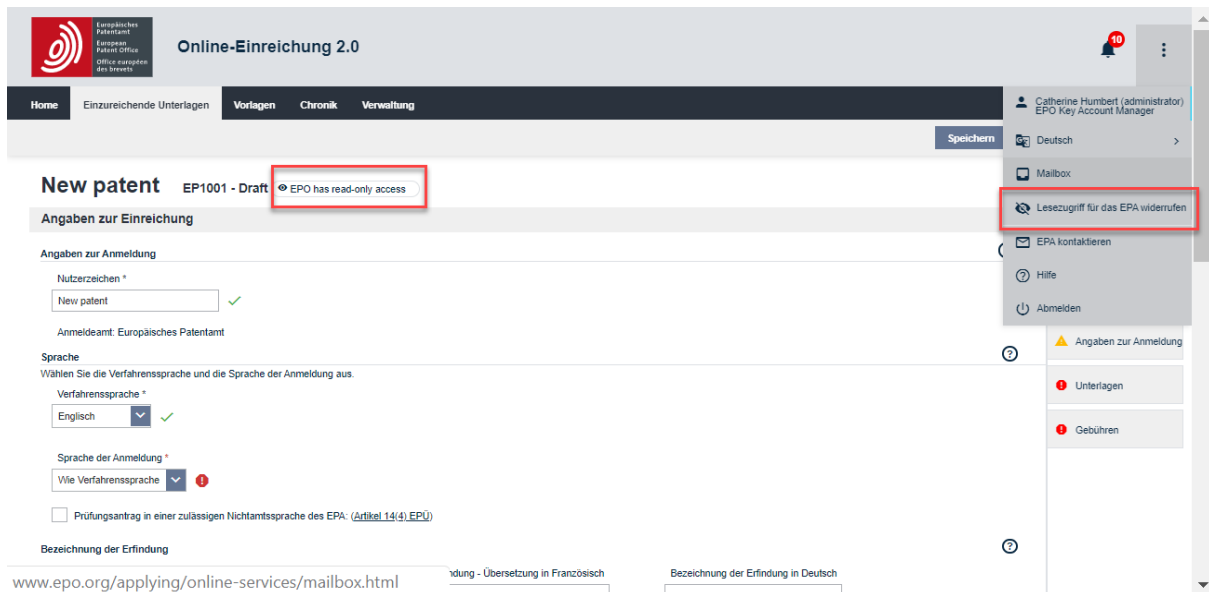 Europäisches
Patentamt
European
Patent Office
Office européen
des brevets
Online-Einreichung 2.0
10
Home Einzureichende Unterlagen Vorlagen Chronik Verwaltung
Catherine Humbert (administrator)
EPO Key Account Manager
Speichern
Deutsch
Mailbox
New patent EP1001 - Draft EPO has read-only access
Lesezugriff für das EPA widerrufen
Angaben zur Einreichung
EPA kontaktieren
Angaben zur Anmeldung
Hilfe
Nutzerzeichen *
New patent
Abmelden
Anmeldeamt: Europäisches Patentamt
Angaben zur Anmeldung
Sprache
Wählen Sie die Verfahrenssprache und die Sprache der Anmeldung aus.
Unterlagen
Verfahrenssprache *
Englisch
Gebühren
Sprache der Anmeldung *
Wie Verfahrenssprache
Prüfungsantrag in einer zulässigen Nichtamtssprache des EPA: (Artikel 14(4) EPÜ)
Bezeichnung der Erfindung
ndung - Übersetzung in Französisch Bezeichnung der Erfindung in Deutsch
www.epo.org/applying/online-services/mailbox.html